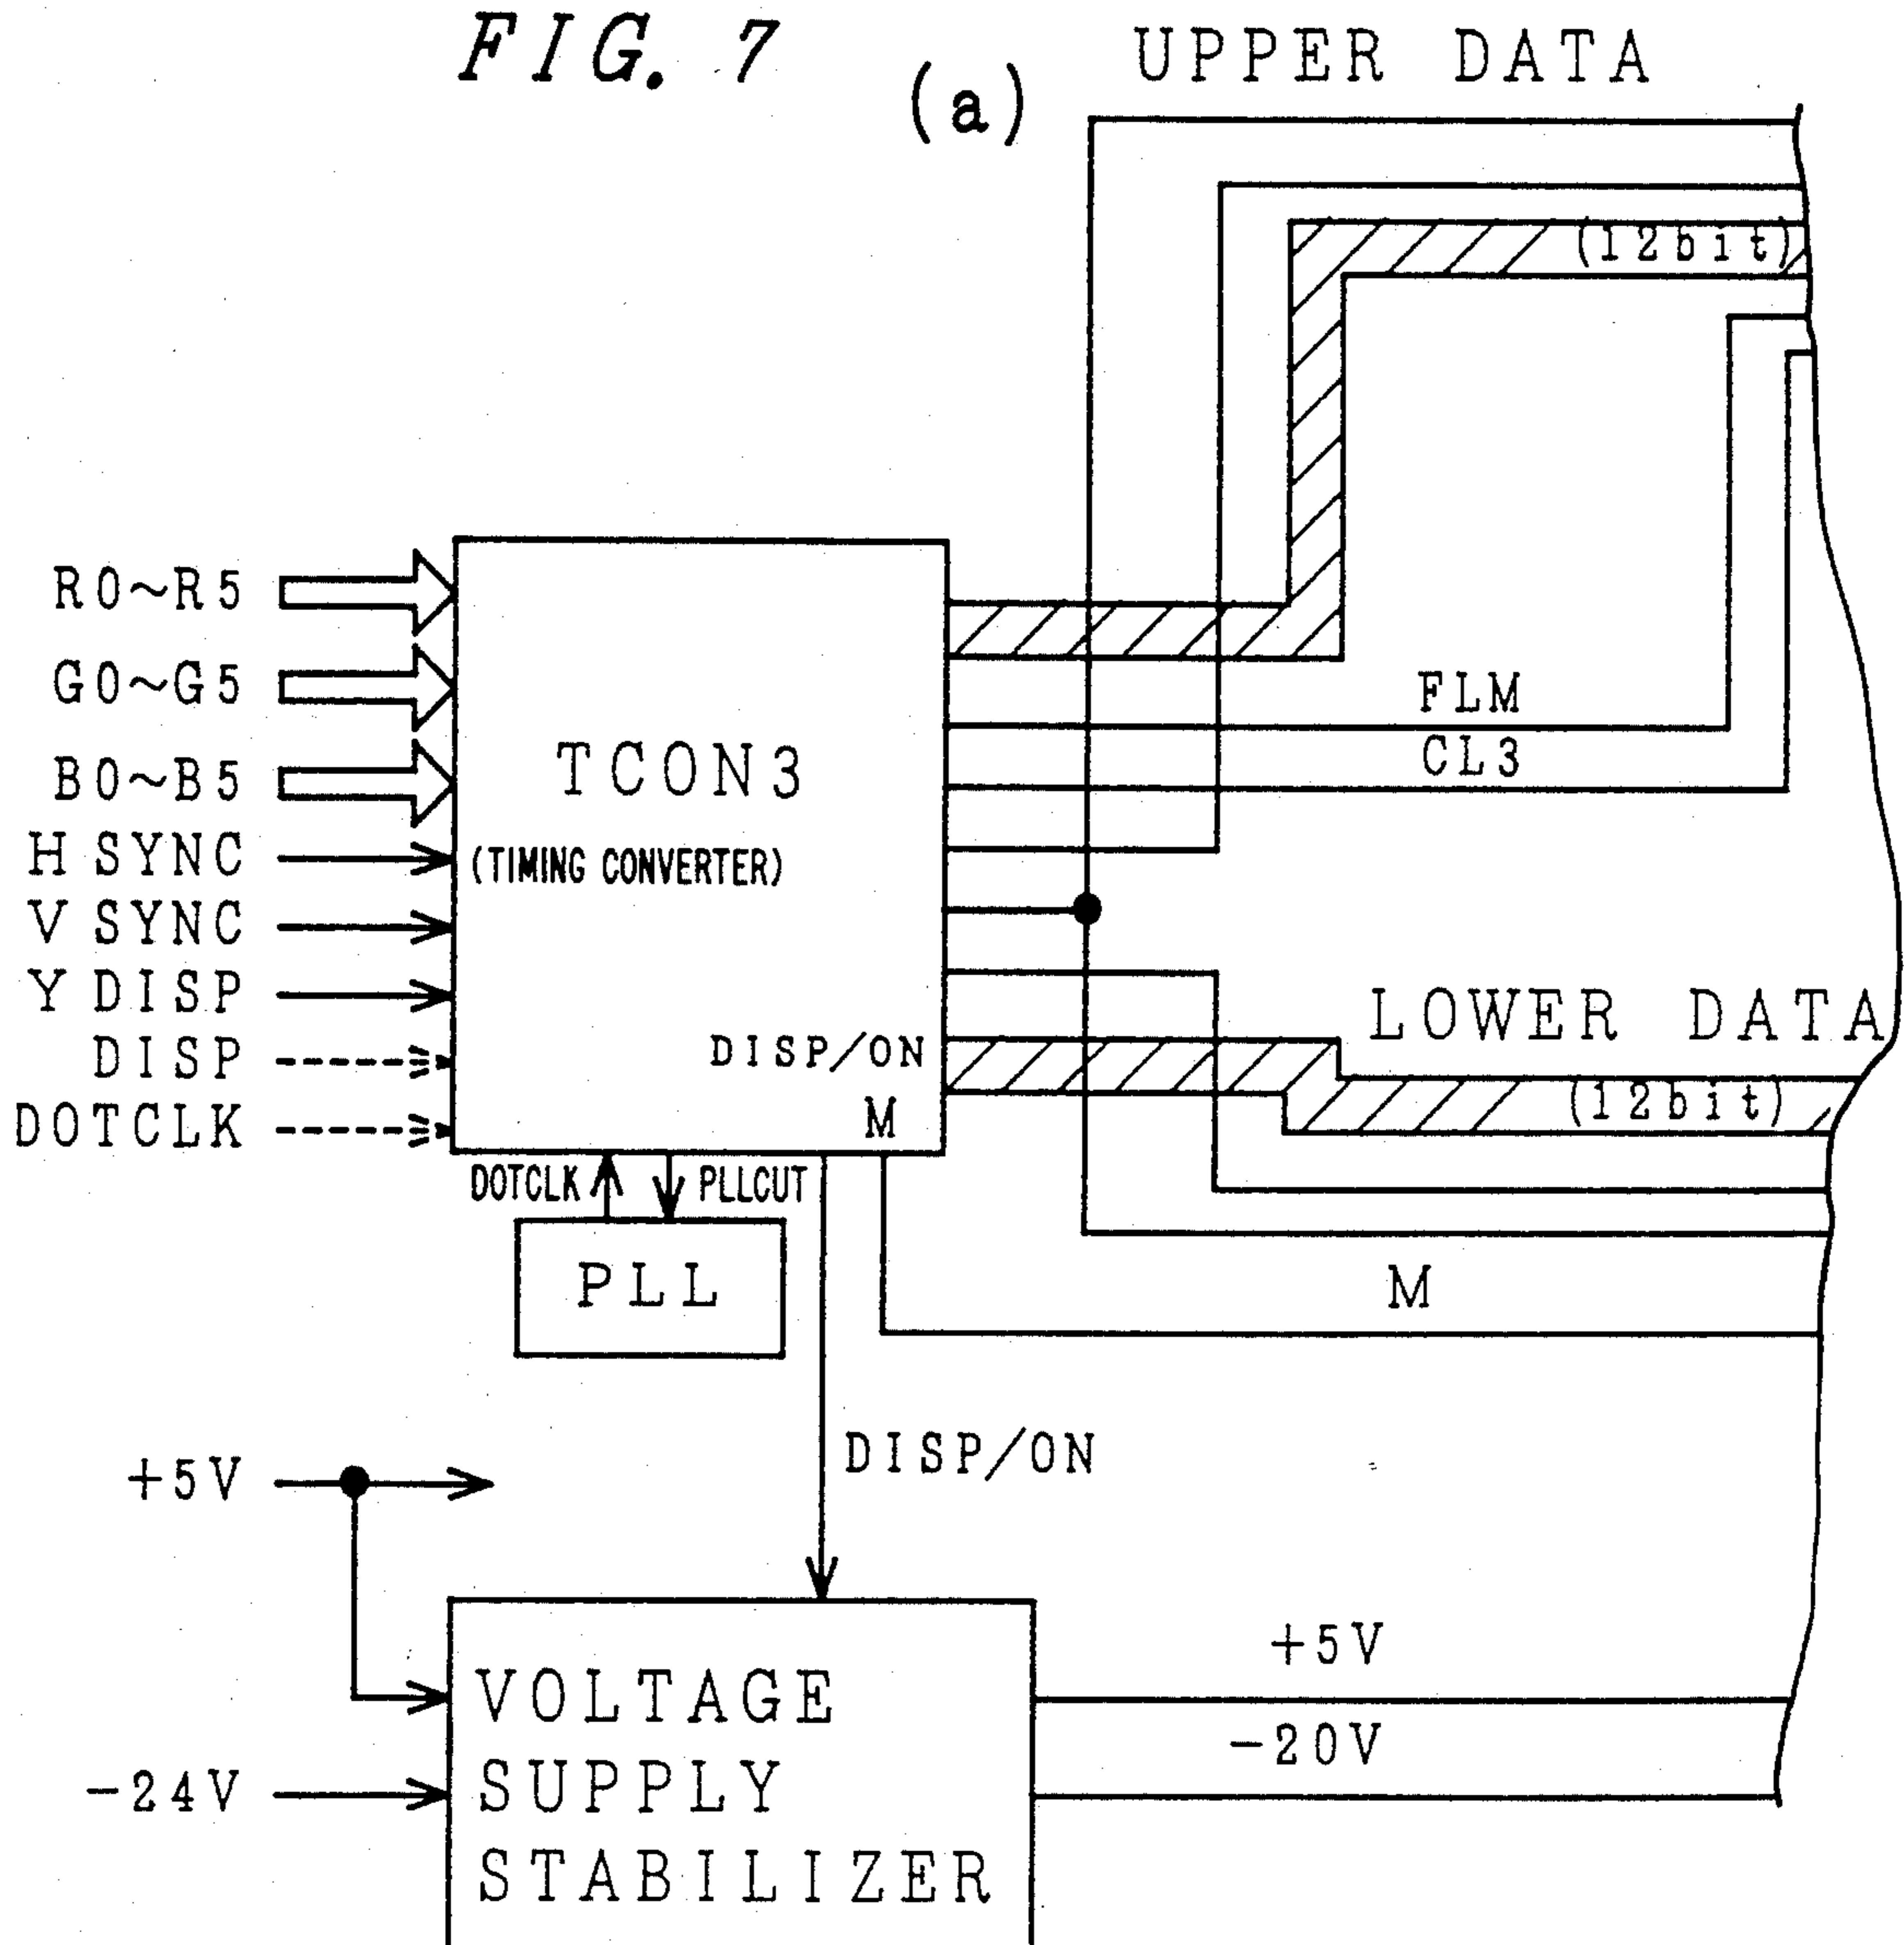 FIG. 7
(a)
UPPER DATA
(12bit)
R0~R5
G0~G5
B0~B5
H SYNC
V SYNC
Y DISP
DISP
DOTCLK
TCON3
(TIMING CONVERTER)
DISP/ON
M
FLM
CL3
LOWER DATA
(12bit)
DOTCLK
PLLCUT
PLL
M
DISP/ON
+5V
-24V
VOLTAGE
SUPPLY
STABILIZER
+5V
-20V